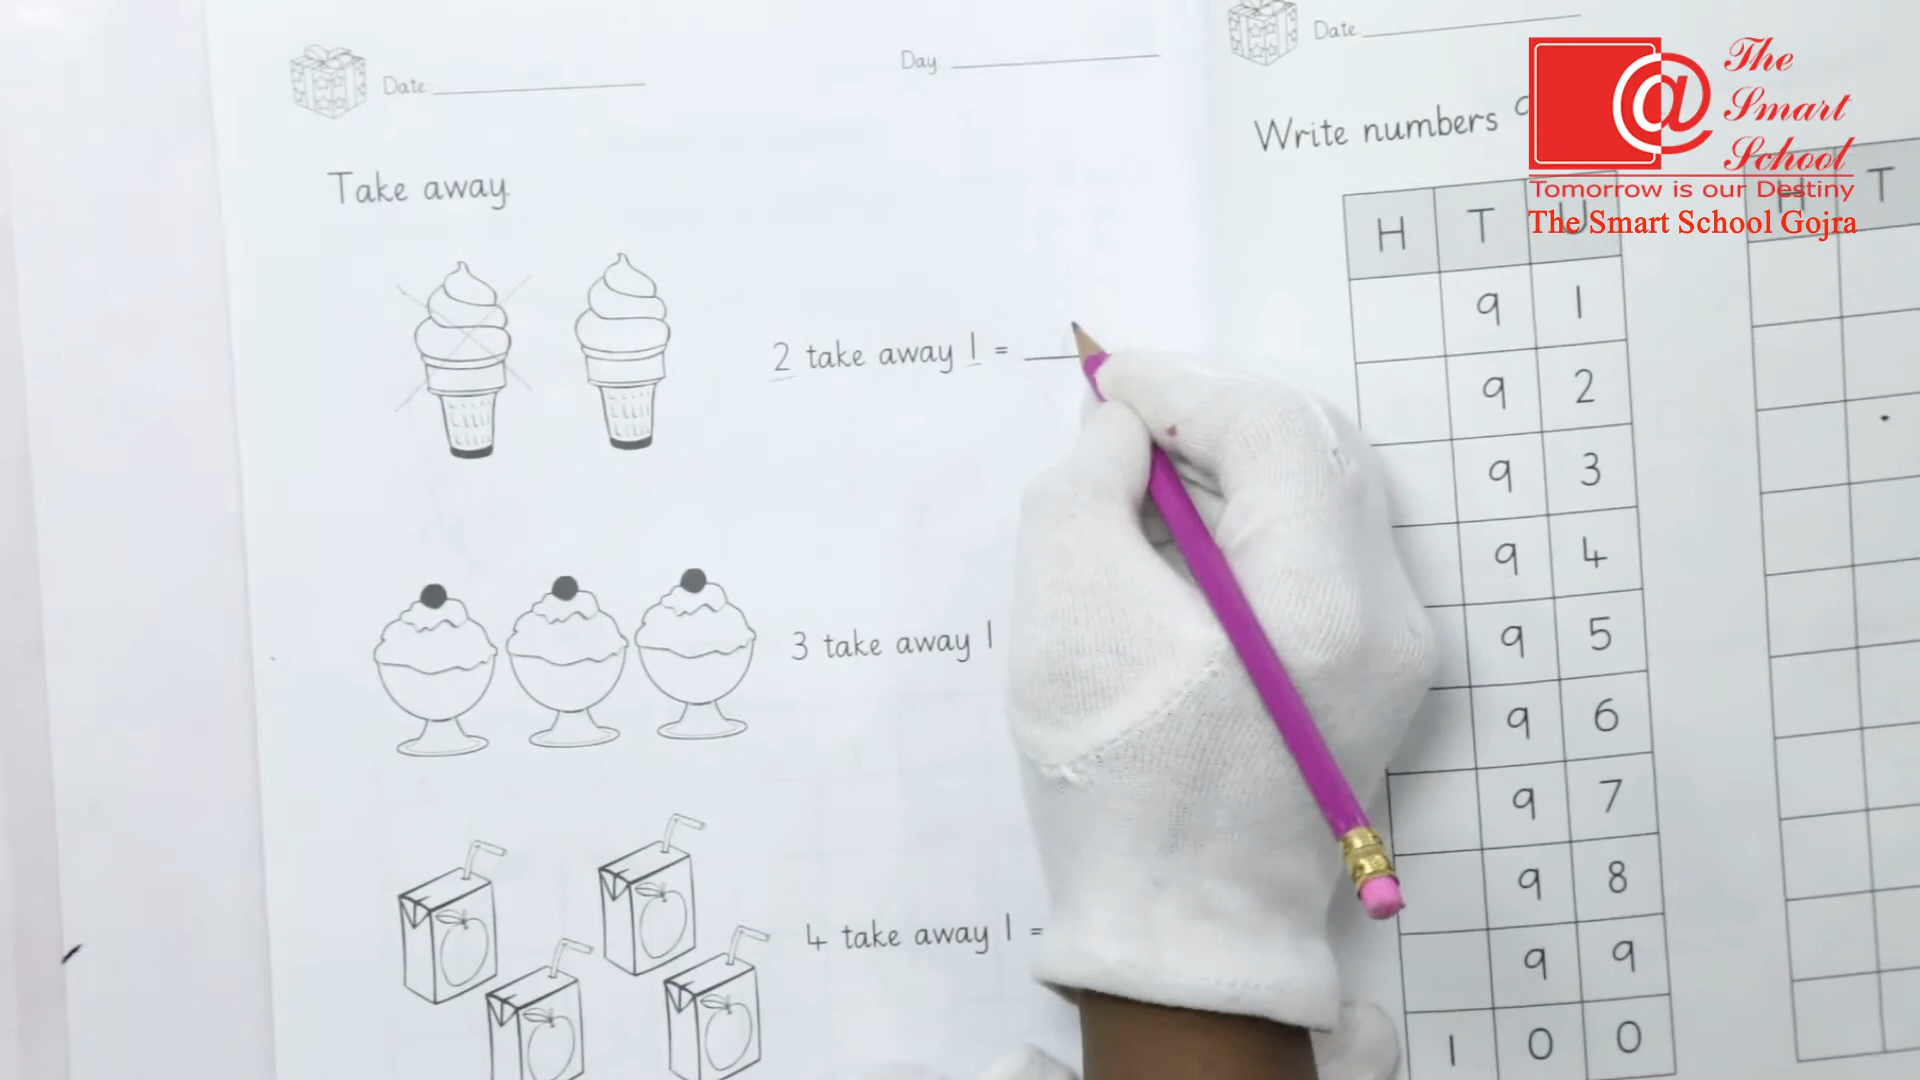 Date
Day
Take away
2 take away 1 =
3 take away 1
4 take away 1 =
Date
Write numbers
H T U
9 1
9 2
9 3
9 4
9 5
9 6
9 7
9 8
9 9
1 0 0
H T
@ The Smart School
Tomorrow is our Destiny
The Smart School Gojra